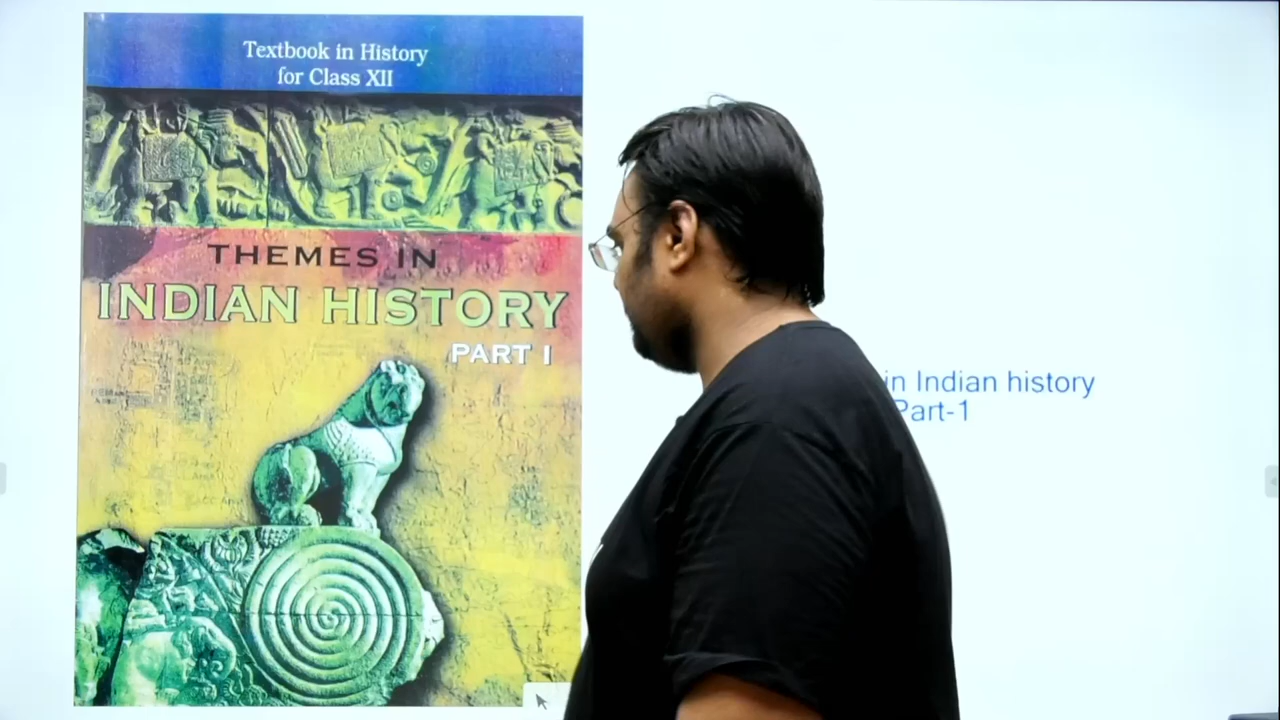 Textbook in History
for Class XII
THEMES IN
INDIAN HISTORY
PART I
in Indian history
Part-1